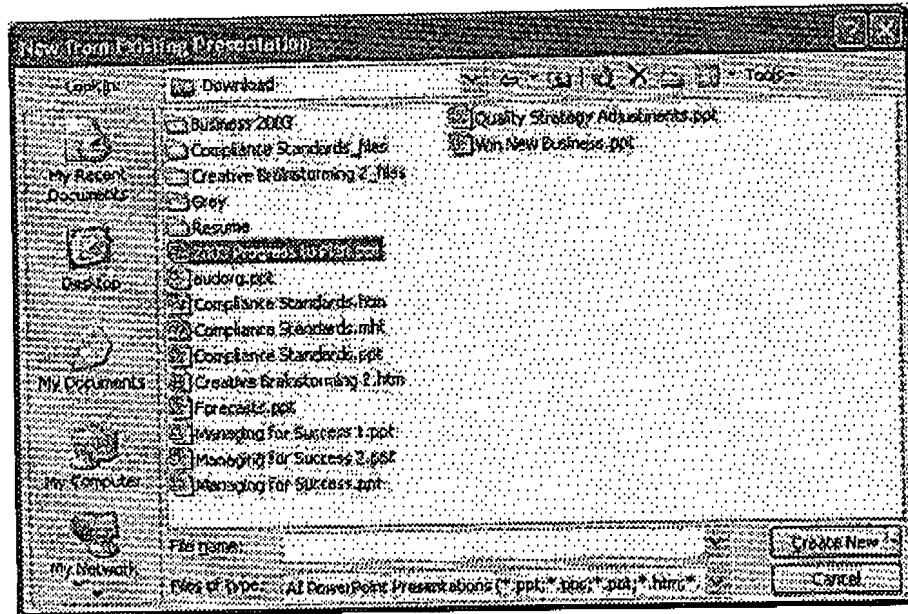 New from Existing Presentation
Look in:
Download
Tools
My Recent Documents
Desktop
My Documents
My Computer
My Network
Business 2003
Compliance Standards_files
Creative Brainstorming 2_files
Grey
Resume
budorg.ppt
Compliance Standards.htm
Compliance Standards.mht
Compliance Standards.ppt
Creative Brainstorming 2.htm
Forecasts.ppt
Managing for Success 1.ppt
Managing for Success 2.ppt
Managing For Success.ppt
Quality Strategy Adjustments.ppt
Win New Business.ppt
File name:
Create New
Files of type:
All PowerPoint Presentations (*.ppt;*.pps;*.pot;*.htm;*.
Cancel